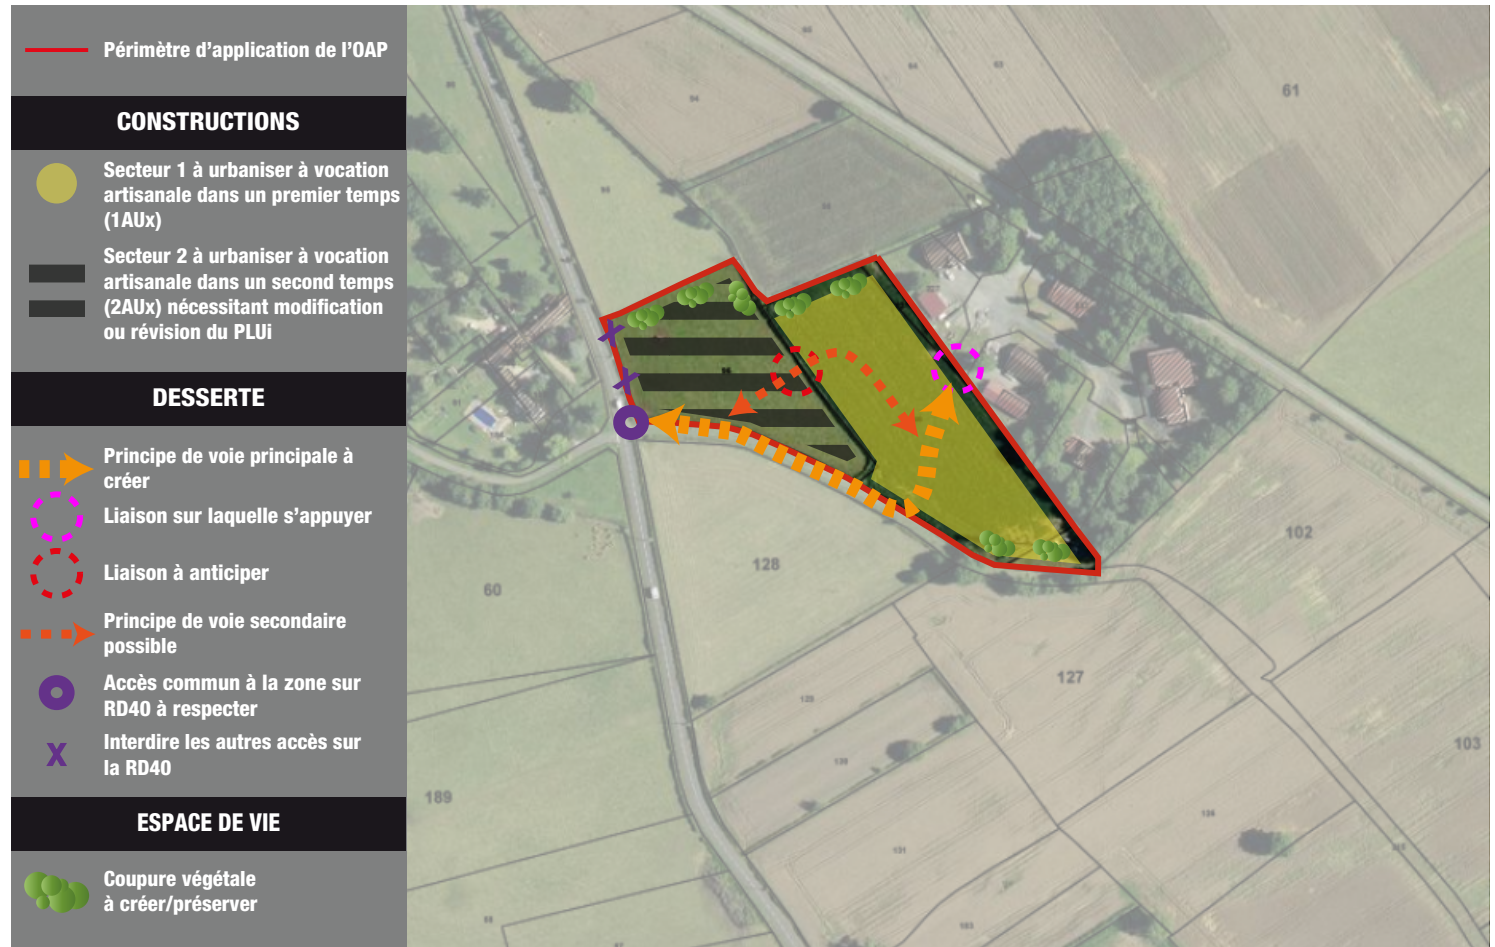 Périmètre d'application de l'OAP
CONSTRUCTIONS
Secteur 1 à urbaniser à vocation
artisanale dans un premier temps
(1AUx)
Secteur 2 à urbaniser à vocation
artisanale dans un second temps
(2AUx) nécessitant modification
ou révision du PLUi
DESSERTE
Principe de voie principale à
créer
Liaison sur laquelle s'appuyer
Liaison à anticiper
Principe de voie secondaire
possible
Accès commun à la zone sur
RD40 à respecter
X
Interdire les autres accès sur
la RD40
ESPACE DE VIE
Coupure végétale
à créer/préserver
61
X
X
102
128
60
127
103
189